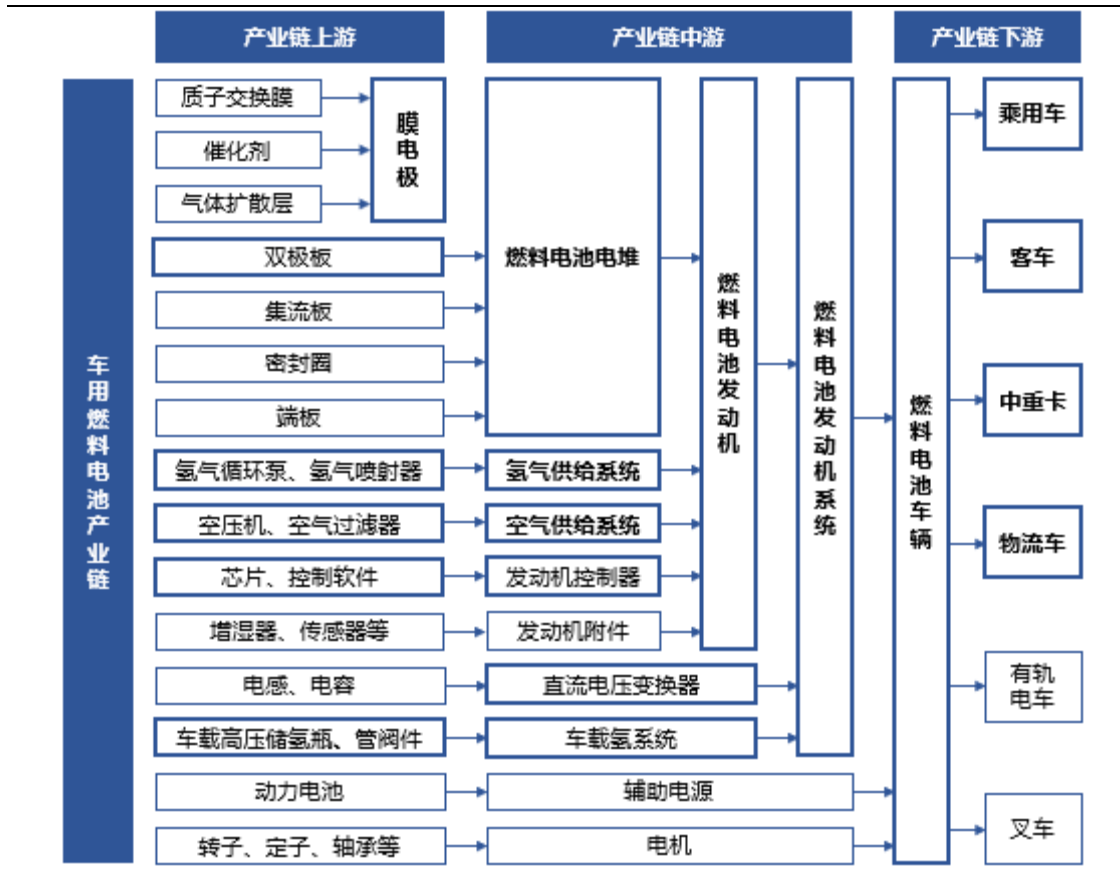 产业链上游
产业链中游
产业链下游
车用燃料电池产业链
质子交换膜
催化剂
气体扩散层
膜电极
双极板
集流板
密封圈
端板
氢气循环泵、氢气喷射器
空压机、空气过滤器
芯片、控制软件
增湿器、传感器等
电感、电容
车载高压储氢瓶、管阀件
动力电池
转子、定子、轴承等
燃料电池电堆
氢气供给系统
空气供给系统
发动机控制器
发动机附件
直流电压变换器
车载氢系统
辅助电源
电机
燃料电池发动机
燃料电池发动机系统
燃料电池车辆
乘用车
客车
中重卡
物流车
有轨
电车
叉车